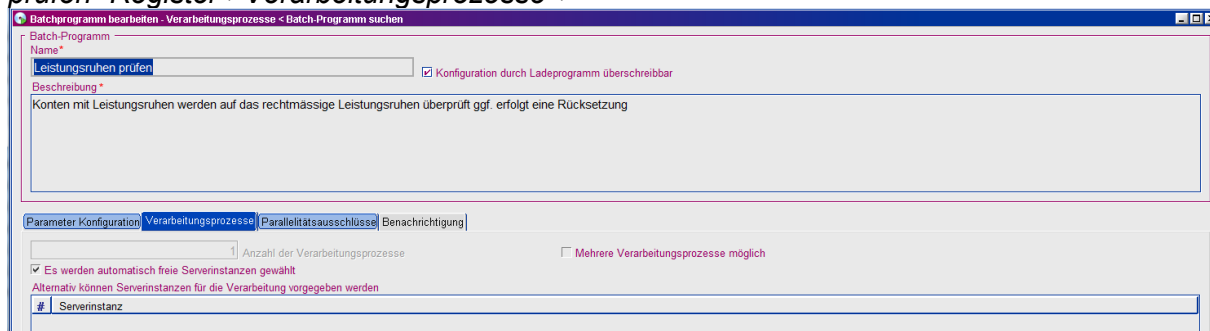 prüfen" Register > Verarbeitungsprozesse <
Batchprogramm bearbeiten - Verarbeitungsprozesse < Batch-Programm suchen
Batch-Programm
Name*
Leistungsruhen prüfen
Konfiguration durch Ladeprogramm überschreibbar
Beschreibung *
Konten mit Leistungsruhen werden auf das rechtmässige Leistungsruhen überprüft ggf. erfolgt eine Rücksetzung
Parameter Konfiguration Verarbeitungsprozesse Parallelitätsausschlüsse Benachrichtigung
1 Anzahl der Verarbeitungsprozesse Mehrere Verarbeitungsprozesse möglich
Es werden automatisch freie Serverinstanzen gewählt
Alternativ können Serverinstanzen für die Verarbeitung vorgegeben werden
# Serverinstanz